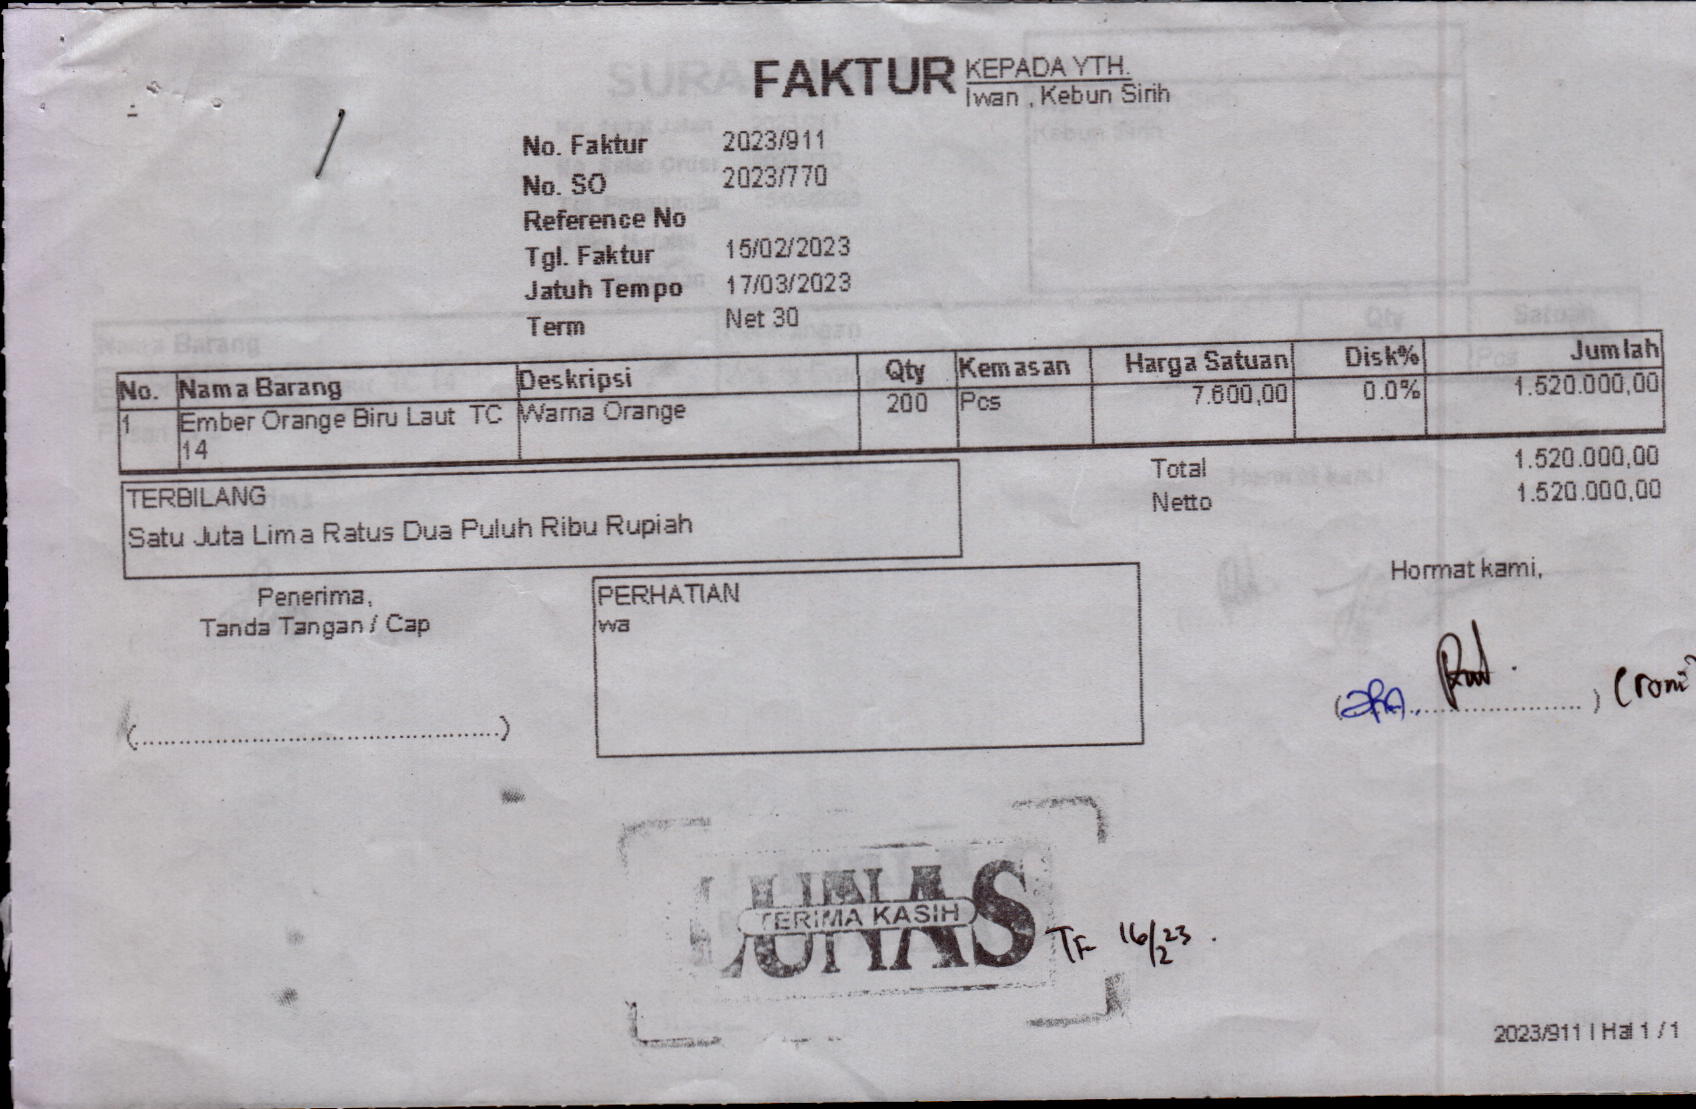 FAKTUR
KEPADA YTH.
Iwan , Kebun Sirih
No. Faktur 2023/911
No. SO 2023/770
Reference No
Tgl. Faktur 15/02/2023
Jatuh Tempo 17/03/2023
Term Net 30
No. Nama Barang Deskripsi Qty Kemasan Harga Satuan Disk% Jumlah
1 Ember Orange Biru Laut TC 14 Warna Orange 200 Pcs 7.600,00 0.0% 1.520.000,00
Total 1.520.000,00
Netto 1.520.000,00
TERBILANG
Satu Juta Lima Ratus Dua Puluh Ribu Rupiah
Penerima,
Tanda Tangan / Cap
PERHATIAN
wa
Hormat kami,
(roni
LUNAS
TERIMA KASIH
TF 16/2 23 .
2023/911 | Hal 1 / 1